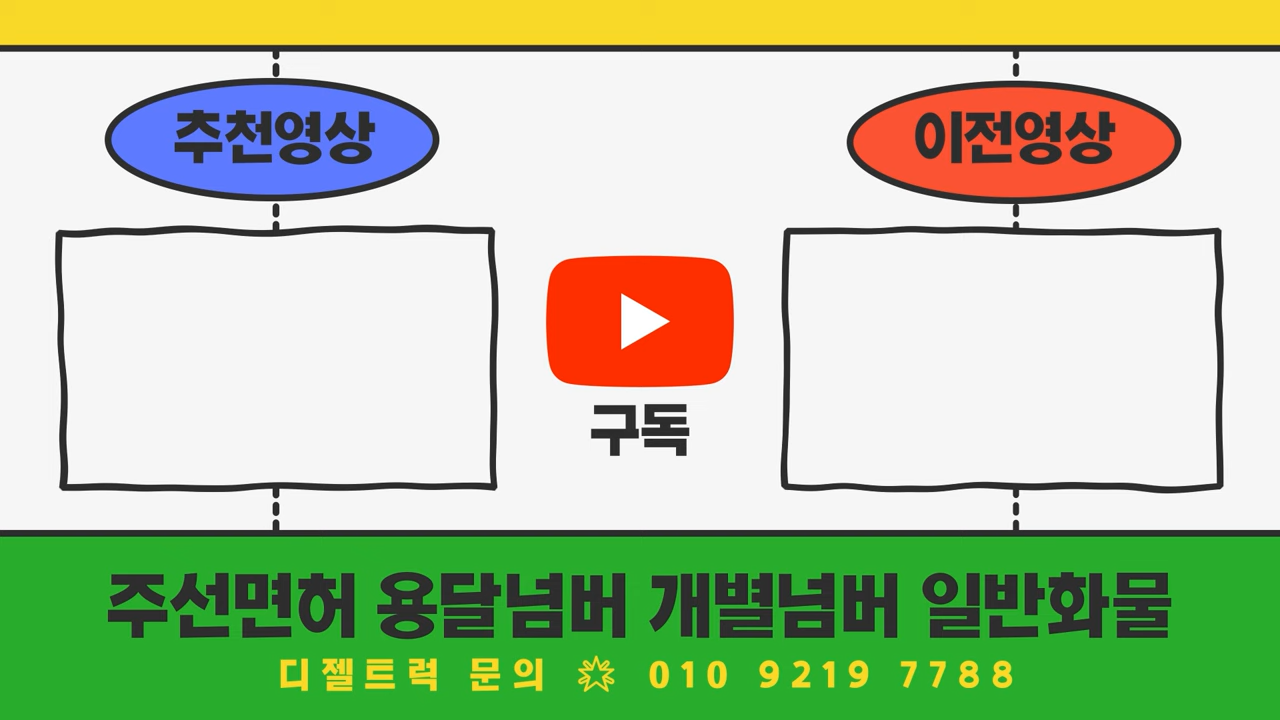 추천영상
이전영상
구독
주선면허 용달넘버 개별넘버 일반화물
디젤트럭 문의 010 9219 7788